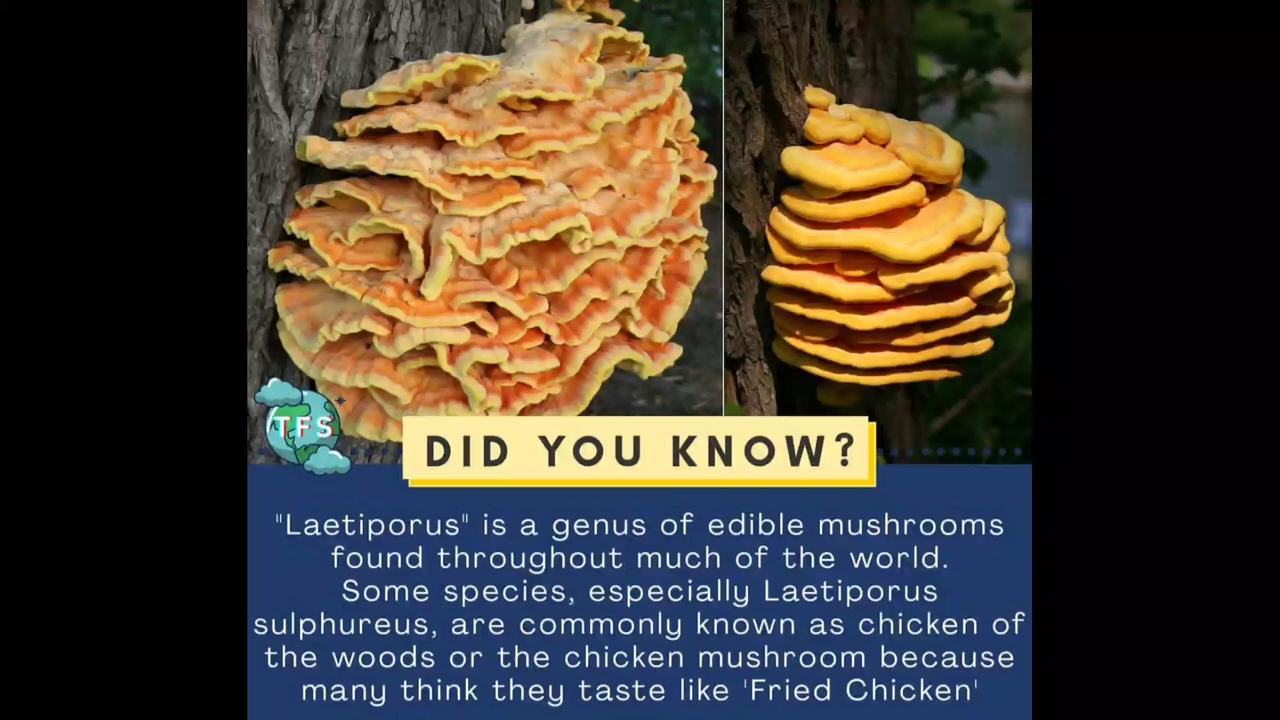 TFS
DID YOU KNOW?
"Laetiporus" is a genus of edible mushrooms
found throughout much of the world.
Some species, especially Laetiporus
sulphureus, are commonly known as chicken of
the woods or the chicken mushroom because
many think they taste like 'Fried Chicken'